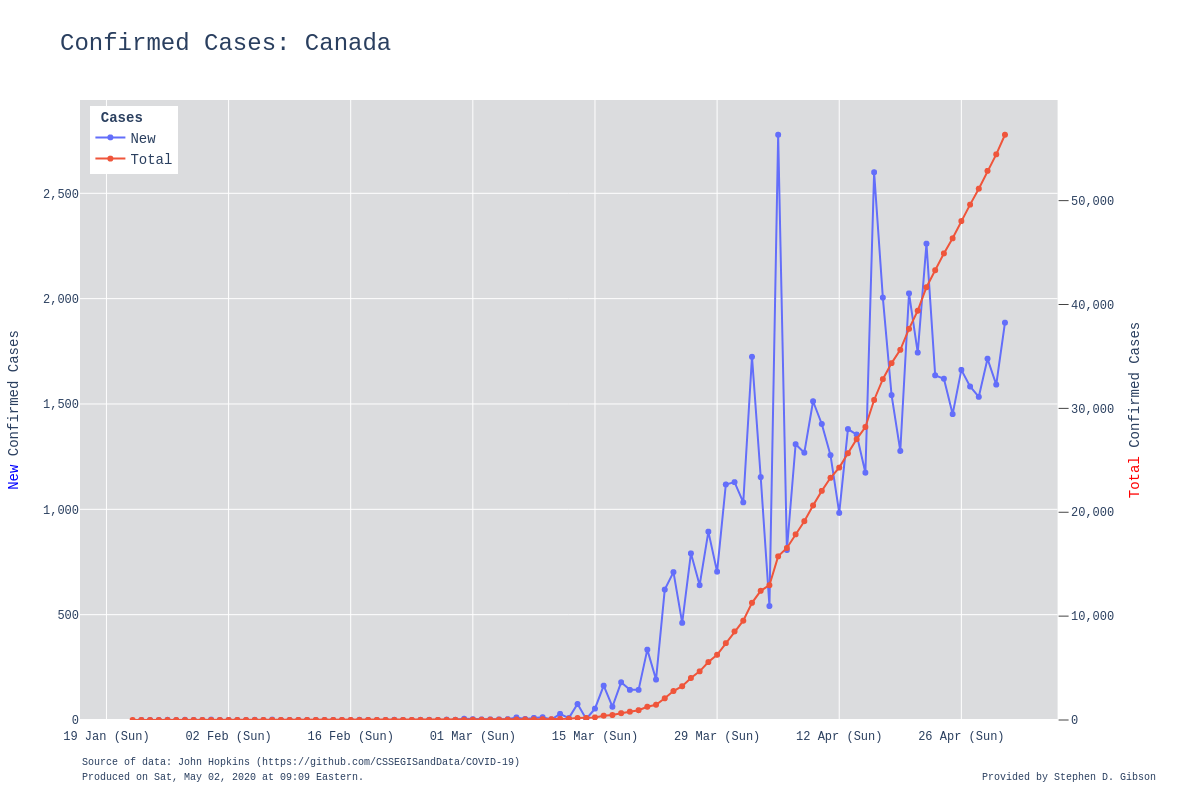 Confirmed Cases: Canada
Cases
New
Total
2,500
2,000
1,500
1,000
500
0
New Confirmed Cases
50,000
40,000
30,000
20,000
10,000
0
Total Confirmed Cases
19 Jan (Sun) 02 Feb (Sun) 16 Feb (Sun) 01 Mar (Sun) 15 Mar (Sun) 29 Mar (Sun) 12 Apr (Sun) 26 Apr (Sun)
Source of data: John Hopkins (https://github.com/CSSEGISandData/COVID-19)
Produced on Sat, May 02, 2020 at 09:09 Eastern.
Provided by Stephen D. Gibson